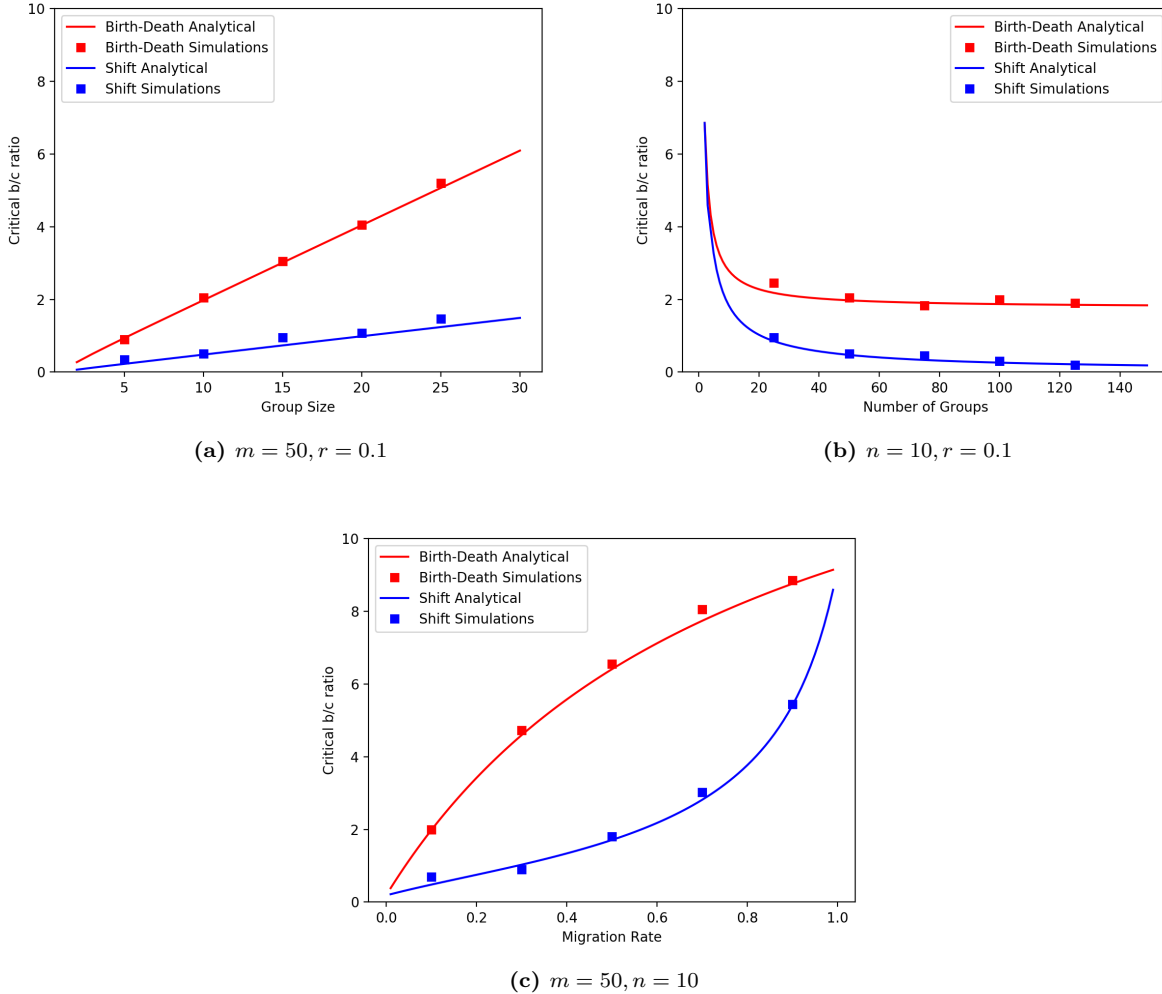 10
8
6
4
2
0
Critical b/c ratio
Birth-Death Analytical
Birth-Death Simulations
Shift Analytical
Shift Simulations
5 10 15 20 25 30
Group Size
(a) m = 50, r = 0.1
10
8
6
4
2
0
Critical b/c ratio
Birth-Death Analytical
Birth-Death Simulations
Shift Analytical
Shift Simulations
0 20 40 60 80 100 120 140
Number of Groups
(b) n = 10, r = 0.1
10
8
6
4
2
0
Critical b/c ratio
Birth-Death Analytical
Birth-Death Simulations
Shift Analytical
Shift Simulations
0.0 0.2 0.4 0.6 0.8 1.0
Migration Rate
(c) m = 50, n = 10